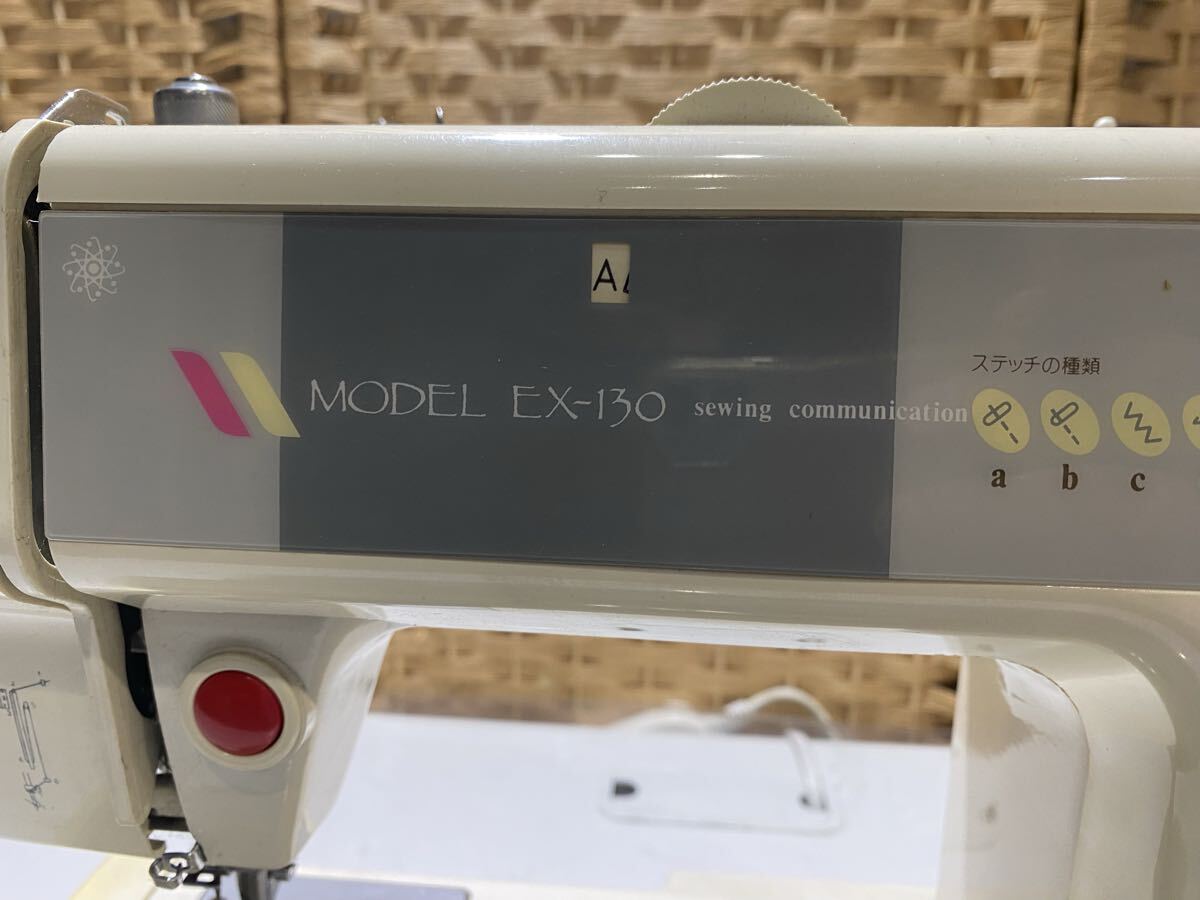 A
MODEL EX-130 sewing communication
ステッチの種類
a b c